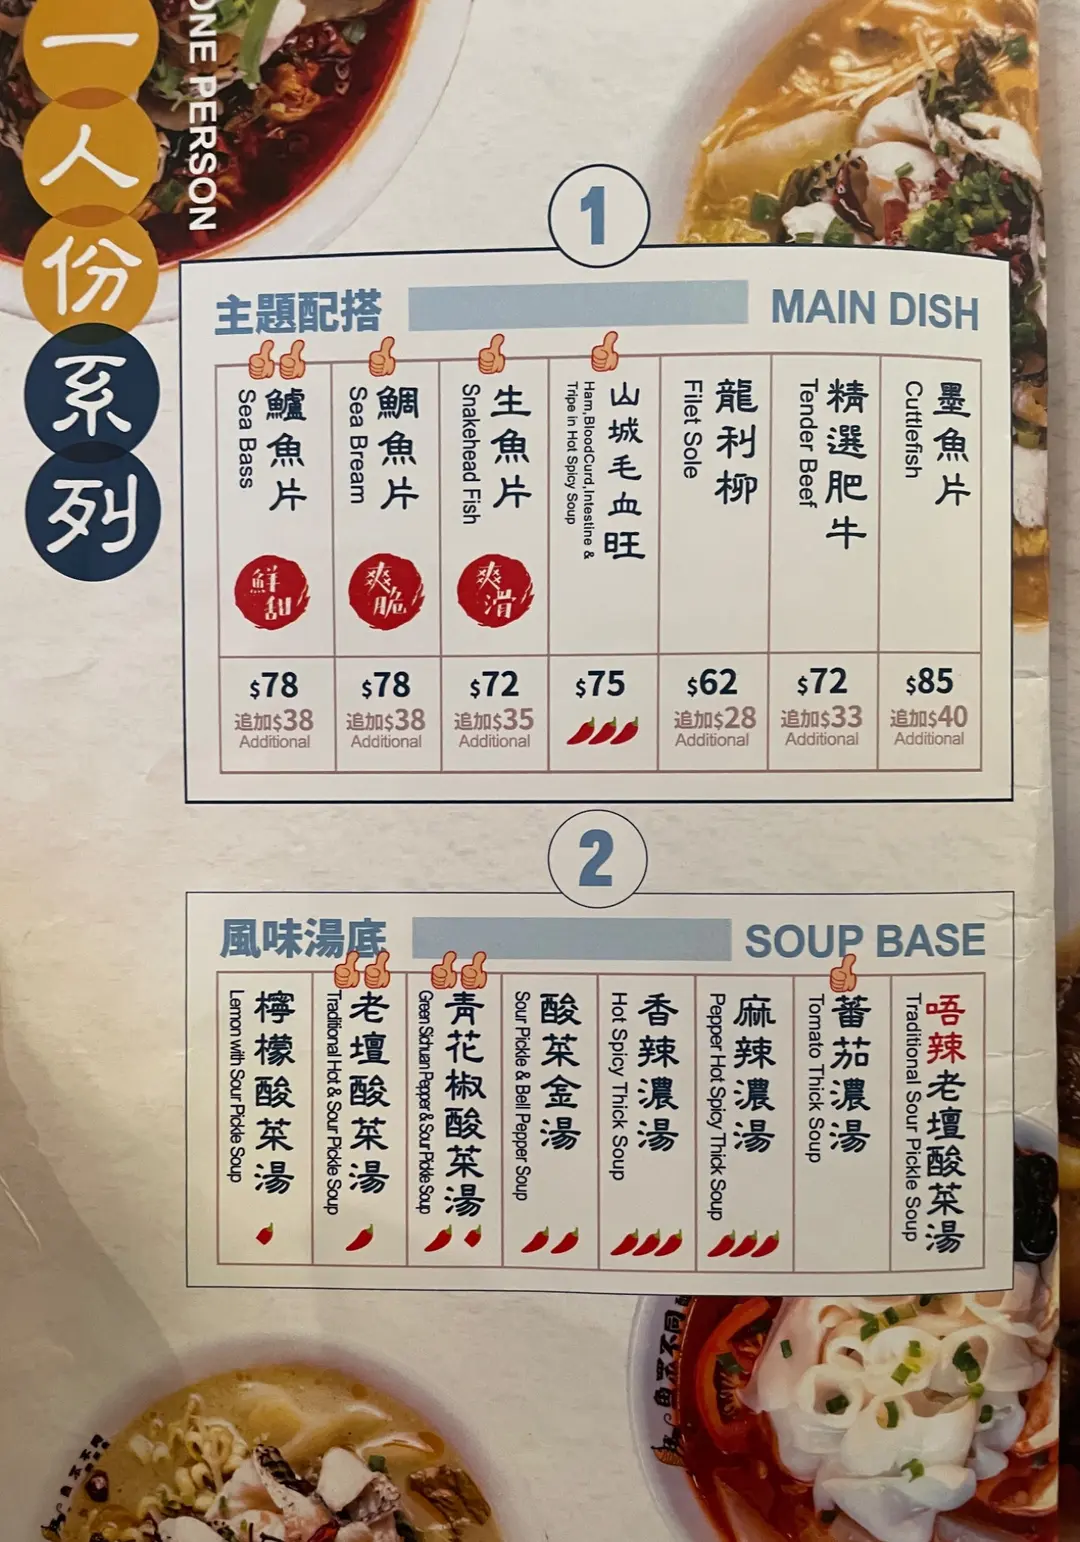 一人份系列
ONE PERSON
1
主題配搭
MAIN DISH
鱸魚片
Sea Bass
鮮甜
$78
追加$38
Additional
鯛魚片
Sea Bream
爽脆
$78
追加$38
Additional
生魚片
Snakehead Fish
爽滑
$72
追加$35
Additional
山城毛血旺
Ham,BloodCurd,Intestine &
Tripe in Hot Spicy Soup
$75
龍利柳
Filet Sole
$62
追加$28
Additional
精選肥牛
Tender Beef
$72
追加$33
Additional
墨魚片
Cuttlefish
$85
追加$40
Additional
2
風味湯底
SOUP BASE
檸檬酸菜湯
Lemon with Sour Pickle Soup
老壇酸菜湯
Traditional Hot & Sour Pickle Soup
青花椒酸菜湯
Green Sichuan Pepper & Sour Pickle Soup
酸菜金湯
Sour Pickle & Bell Pepper Soup
香辣濃湯
Hot Spicy Thick Soup
麻辣濃湯
Pepper Hot Spicy Thick Soup
蕃茄濃湯
Tomato Thick Soup
唔辣老壇酸菜湯
Traditional Sour Pickle Soup